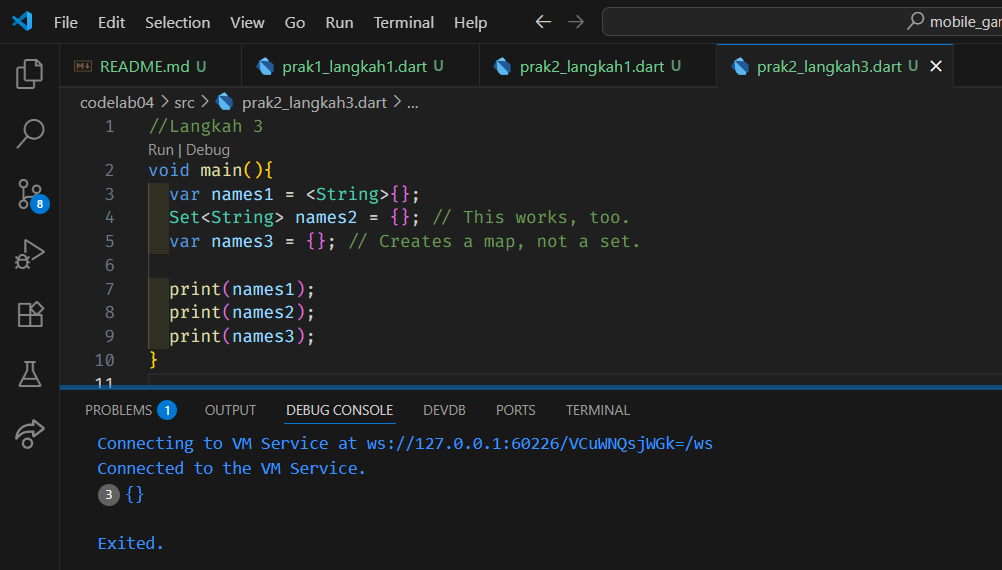 File Edit Selection View Go Run Terminal Help
README.md U prak1_langkah1.dart U prak2_langkah1.dart U prak2_langkah3.dart U
codelab04 > src > prak2_langkah3.dart > ...
1 //Langkah 3
Run | Debug
2 void main(){
3 var names1 = <String>{};
4 Set<String> names2 = {}; // This works, too.
5 var names3 = {}; // Creates a map, not a set.
6
7 print(names1);
8 print(names2);
9 print(names3);
10 }
11
8
PROBLEMS 1 OUTPUT DEBUG CONSOLE DEVDB PORTS TERMINAL
Connecting to VM Service at ws://127.0.0.1:60226/VCuWNQsjWGk=/ws
Connected to the VM Service.
3 {}
Exited.